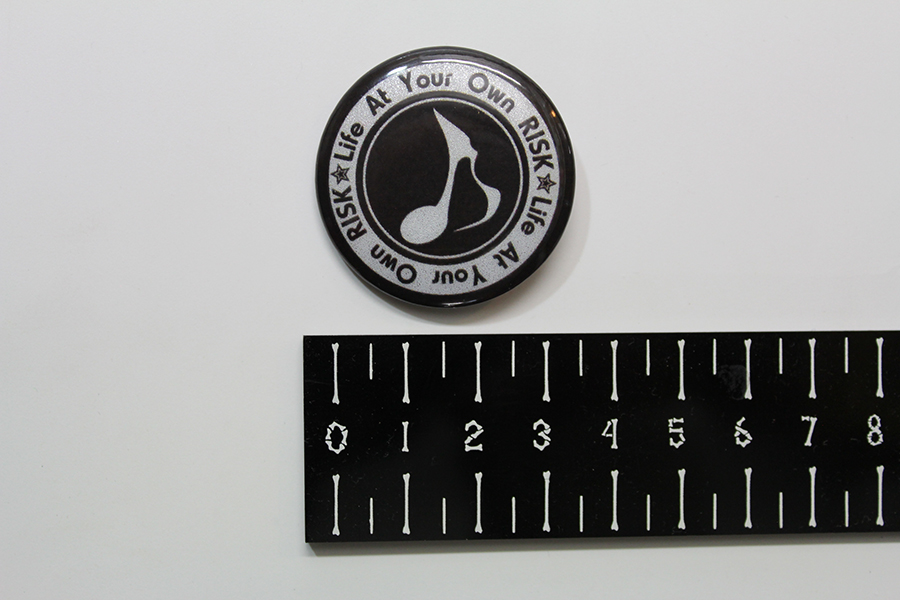 Life At Your Own RISK★Life At Your Own RISK★
0 1 2 3 4 5 6 7 8